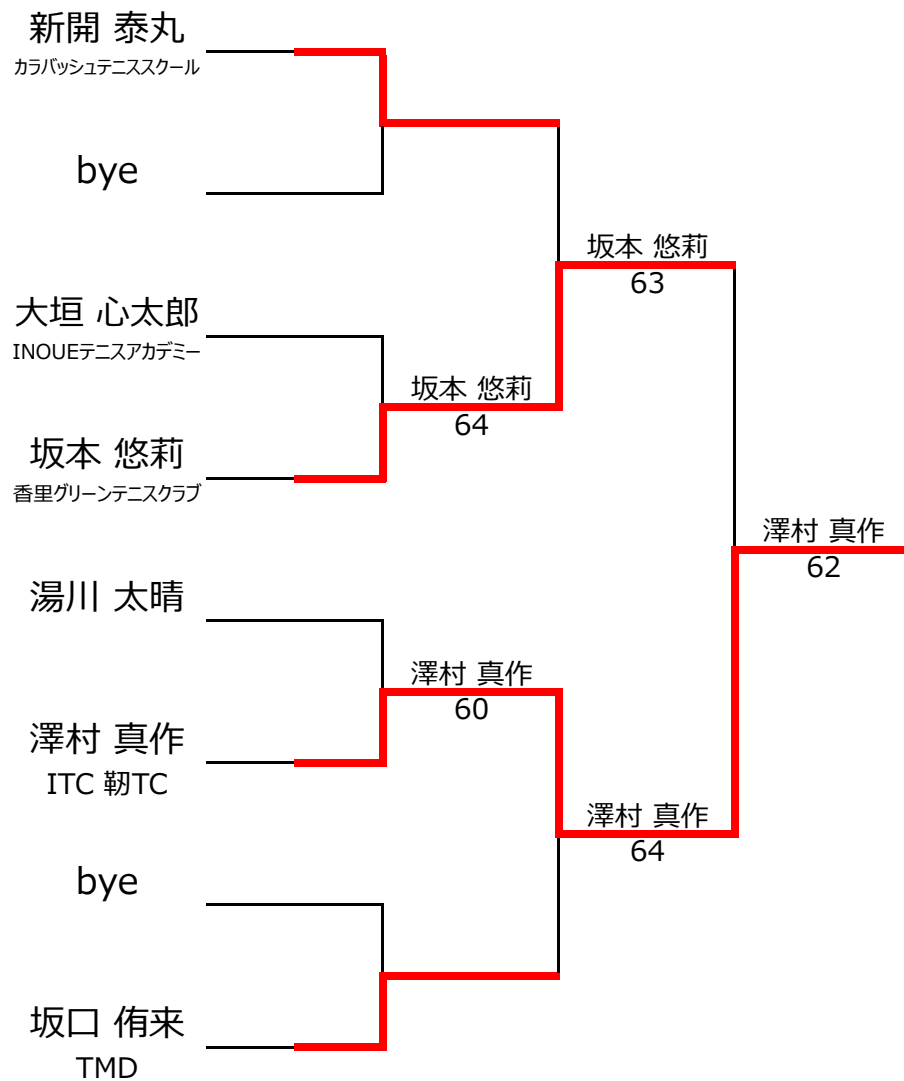 新開 泰丸
カラバッシュテニススクール
bye
坂本 悠莉
63
大垣 心太郎
INOUEテニスアカデミー
坂本 悠莉
64
坂本 悠莉
香里グリーンテニスクラブ
澤村 真作
62
湯川 太晴
澤村 真作
60
澤村 真作
ITC 靭TC
澤村 真作
64
bye
坂口 侑来
TMD